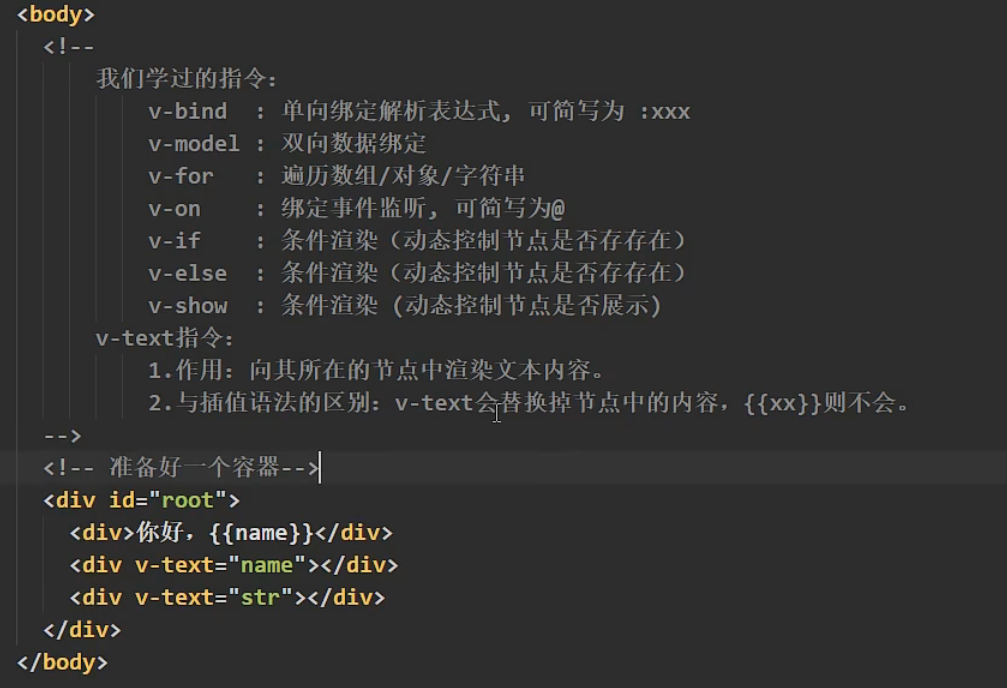 <body>
<!--
我们学过的指令:
v-bind : 单向绑定解析表达式, 可简写为 :xxx
v-model : 双向数据绑定
v-for : 遍历数组/对象/字符串
v-on : 绑定事件监听, 可简写为@
v-if : 条件渲染（动态控制节点是否存存在）
v-else : 条件渲染（动态控制节点是否存存在）
v-show : 条件渲染 (动态控制节点是否展示)
v-text指令:
1.作用：向其所在的节点中渲染文本内容。
2.与插值语法的区别：v-text会替换掉节点中的内容，{{xx}}则不会。
-->
<!-- 准备好一个容器-->
<div id="root">
<div>你好，{{name}}</div>
<div v-text="name"></div>
<div v-text="str"></div>
</div>
</body>